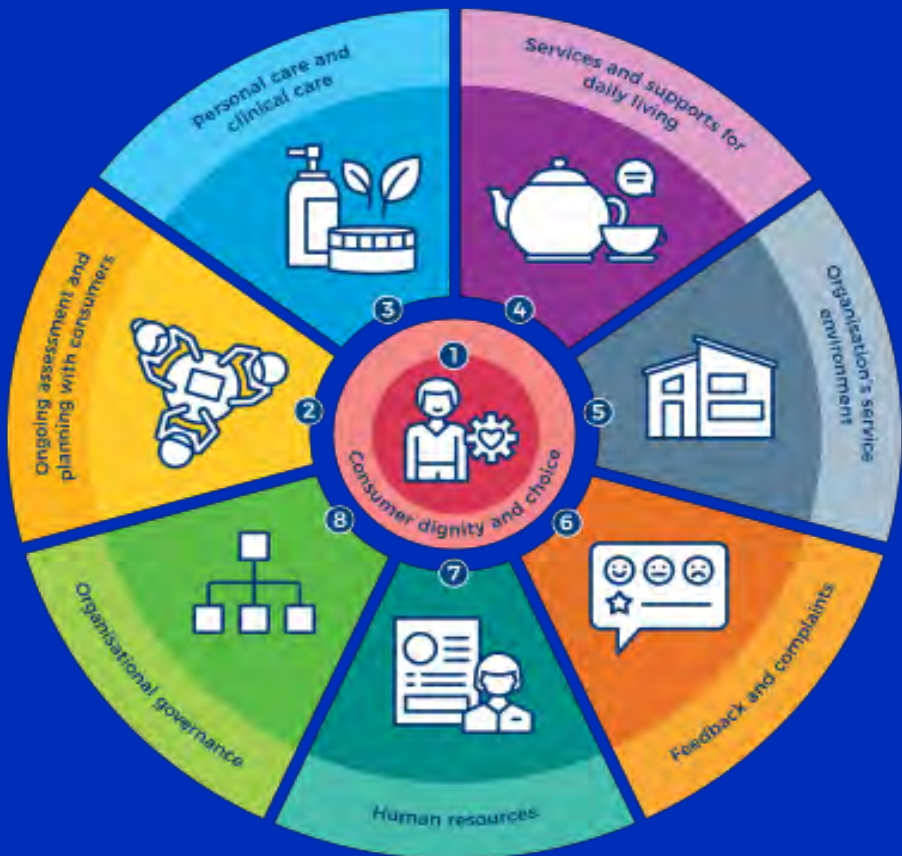 1
Consumer dignity and choice
2
Ongoing assessment and
planning with consumers
3
Personal care and
clinical care
4
Services and supports for
daily living
5
Organisation's service
environment
6
Feedback and complaints
7
Human resources
8
Organisational governance